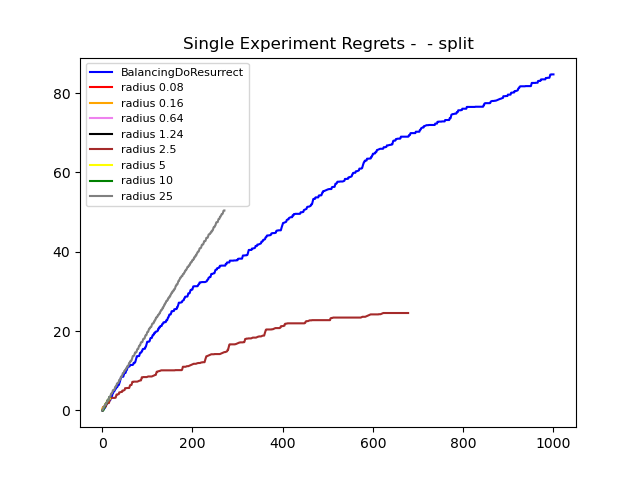 Single Experiment Regrets -  - split
BalancingDoResurrect
radius 0.08
radius 0.16
radius 0.64
radius 1.24
radius 2.5
radius 5
radius 10
radius 25
80
60
40
20
0
0 200 400 600 800 1000